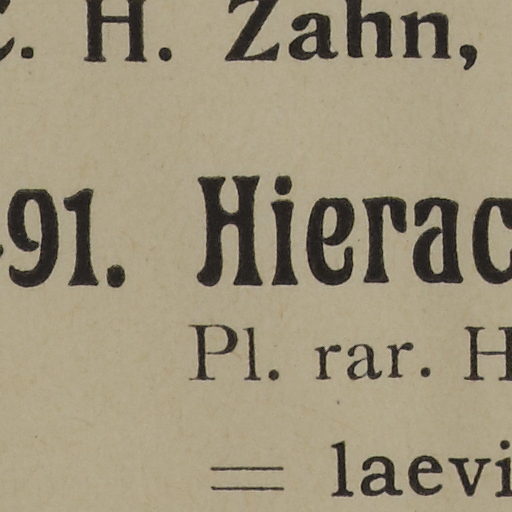 C. H. Zahn,
91. Hierac
Pl. rar. H
= laevi